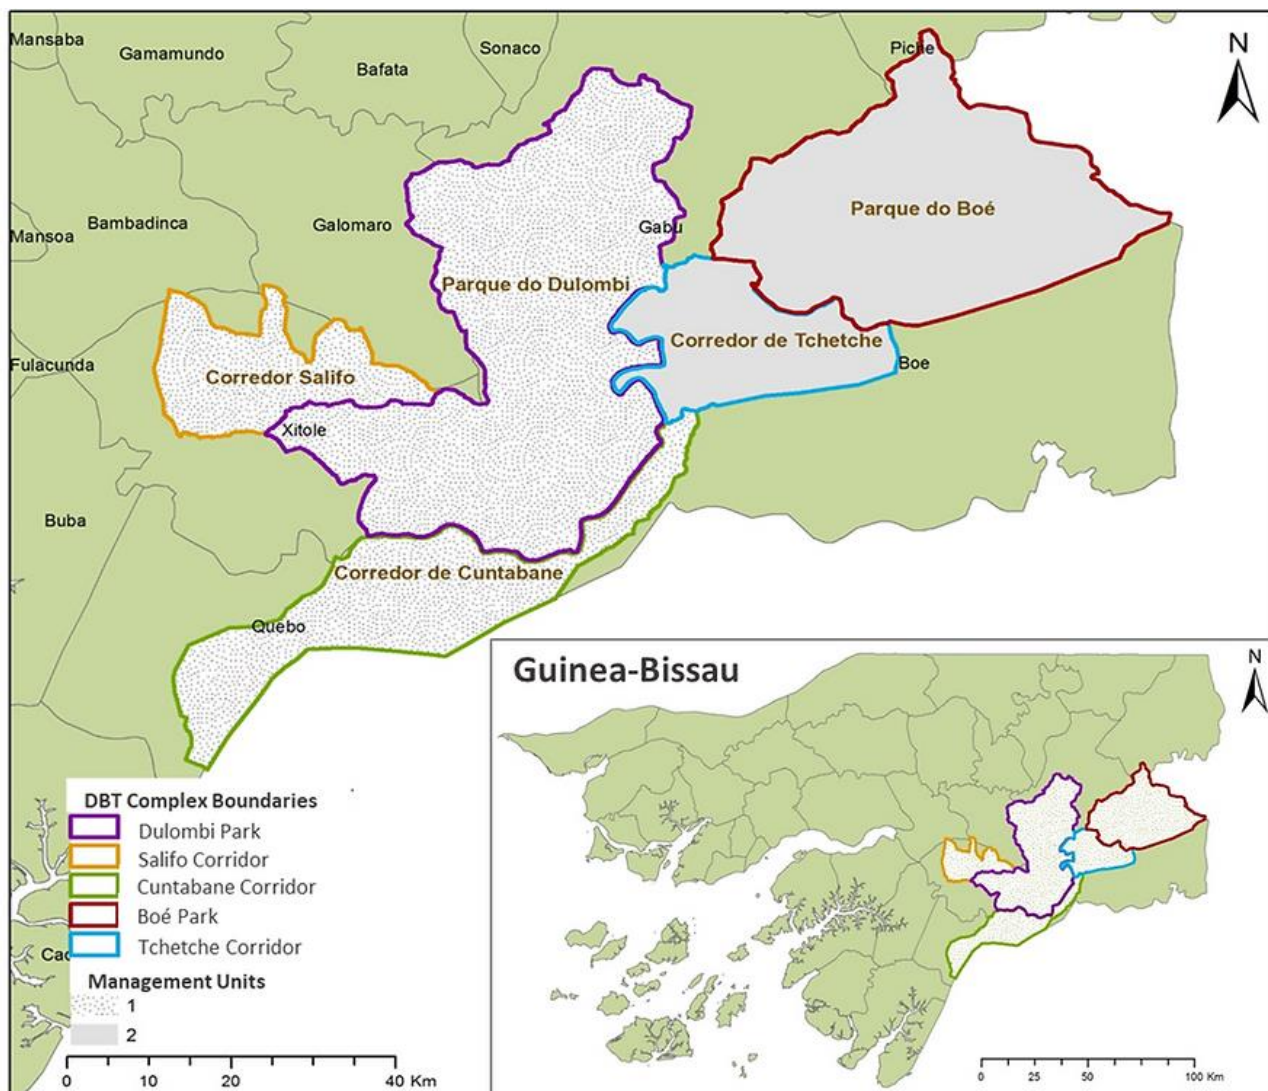 Mansaba
Gamamundo
Bafata
Sonaco
Piche
N
Bambadinca
Mansoa
Galomaro
Gabu
Parque do Boé
Parque do Dulombi
Corredor de Tchetche
Boe
Fulacunda
Corredor Salifo
Xitole
Buba
Corredor de Cuntabane
Quebo
Cac
DBT Complex Boundaries
Dulombi Park
Salifo Corridor
Cuntabane Corridor
Boé Park
Tchetche Corridor
Management Units
1
2
0 10 20 40 Km
Guinea-Bissau
N
0 25 50 100 Km